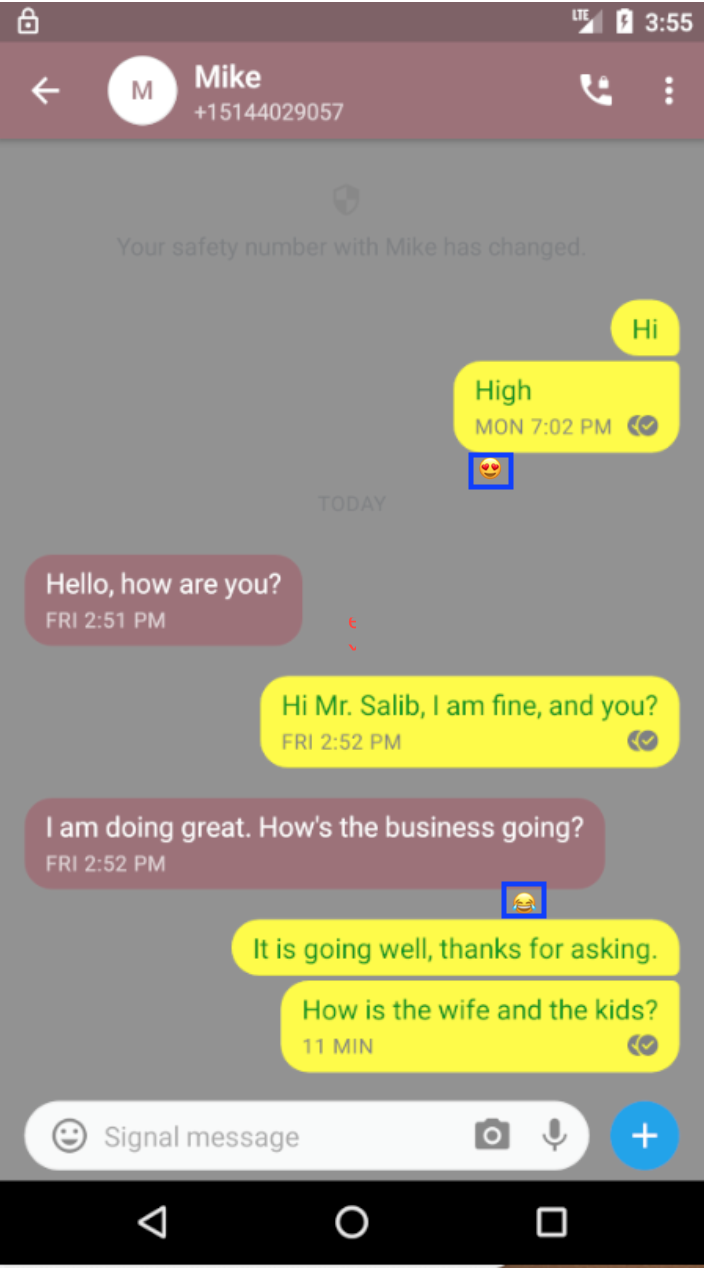 LTE 3:55
M
Mike
+15144029057
Your safety number with Mike has changed.
Hi
High
MON 7:02 PM
😍
TODAY
Hello, how are you?
FRI 2:51 PM
Hi Mr. Salib, I am fine, and you?
FRI 2:52 PM
I am doing great. How's the business going?
FRI 2:52 PM
😂
It is going well, thanks for asking.
How is the wife and the kids?
11 MIN
Signal message